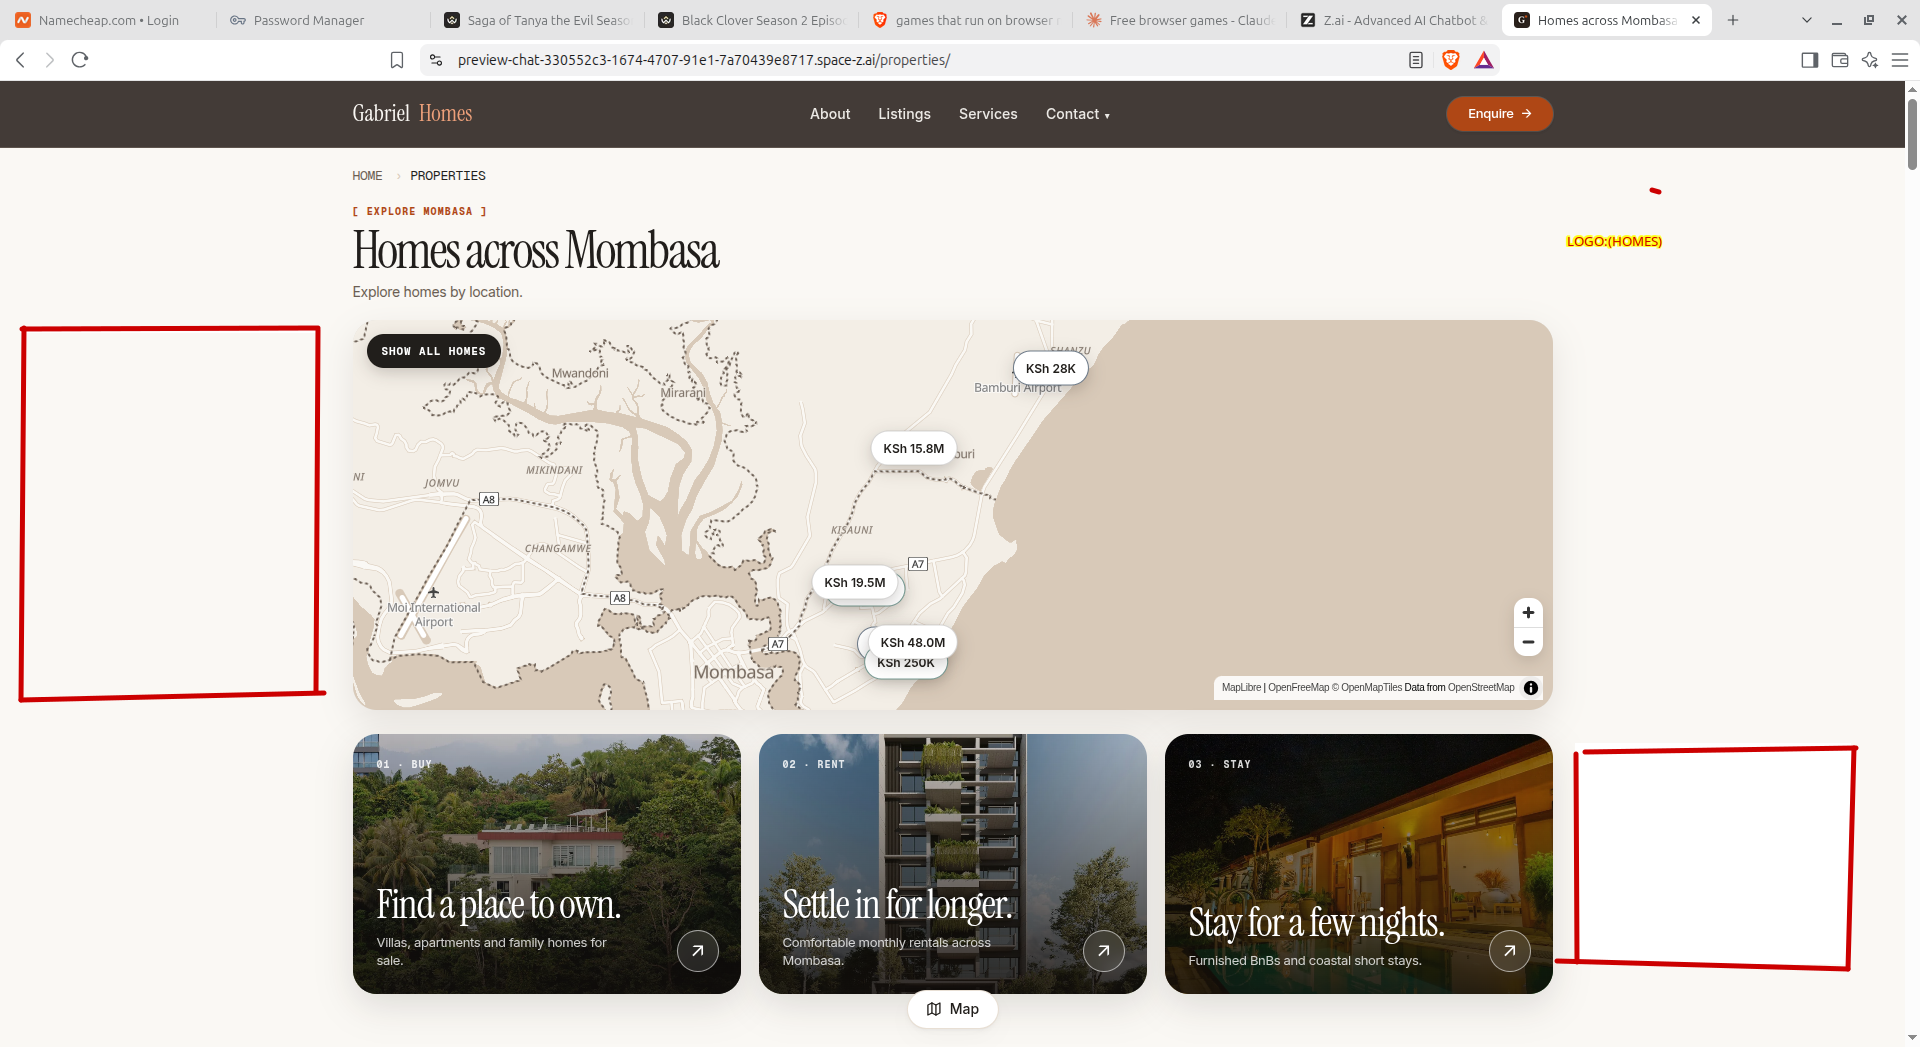 Namecheap.com • Login
Password Manager
Saga of Tanya the Evil Seaso
Black Clover Season 2 Episo
games that run on browser
Free browser games - Claud
Z.ai - Advanced AI Chatbot &
Homes across Mombasa
preview-chat-330552c3-1674-4707-91e1-7a70439e8717.space-z.ai/properties/
Gabriel Homes
About
Listings
Services
Contact ▾
Enquire →
HOME › PROPERTIES
[ EXPLORE MOMBASA ]
LOGO:(HOMES)
Homes across Mombasa
Explore homes by location.
SHOW ALL HOMES
SHANZU
KSh 28K
Mwandoni
Bamburi Airport
Mirarani
KSh 15.8M
buri
MIKINDANI
NI
JOMVU
A8
KISAUNI
CHANGAMWE
A7
KSh 19.5M
A8
Moi International
Airport
A7
KSh 48.0M
KSh 250K
Mombasa
MapLibre | OpenFreeMap © OpenMapTiles Data from OpenStreetMap
01 · BUY
02 · RENT
03 · STAY
Find a place to own.
Villas, apartments and family homes for
sale.
Settle in for longer.
Comfortable monthly rentals across
Mombasa.
Stay for a few nights.
Furnished BnBs and coastal short stays.
Map